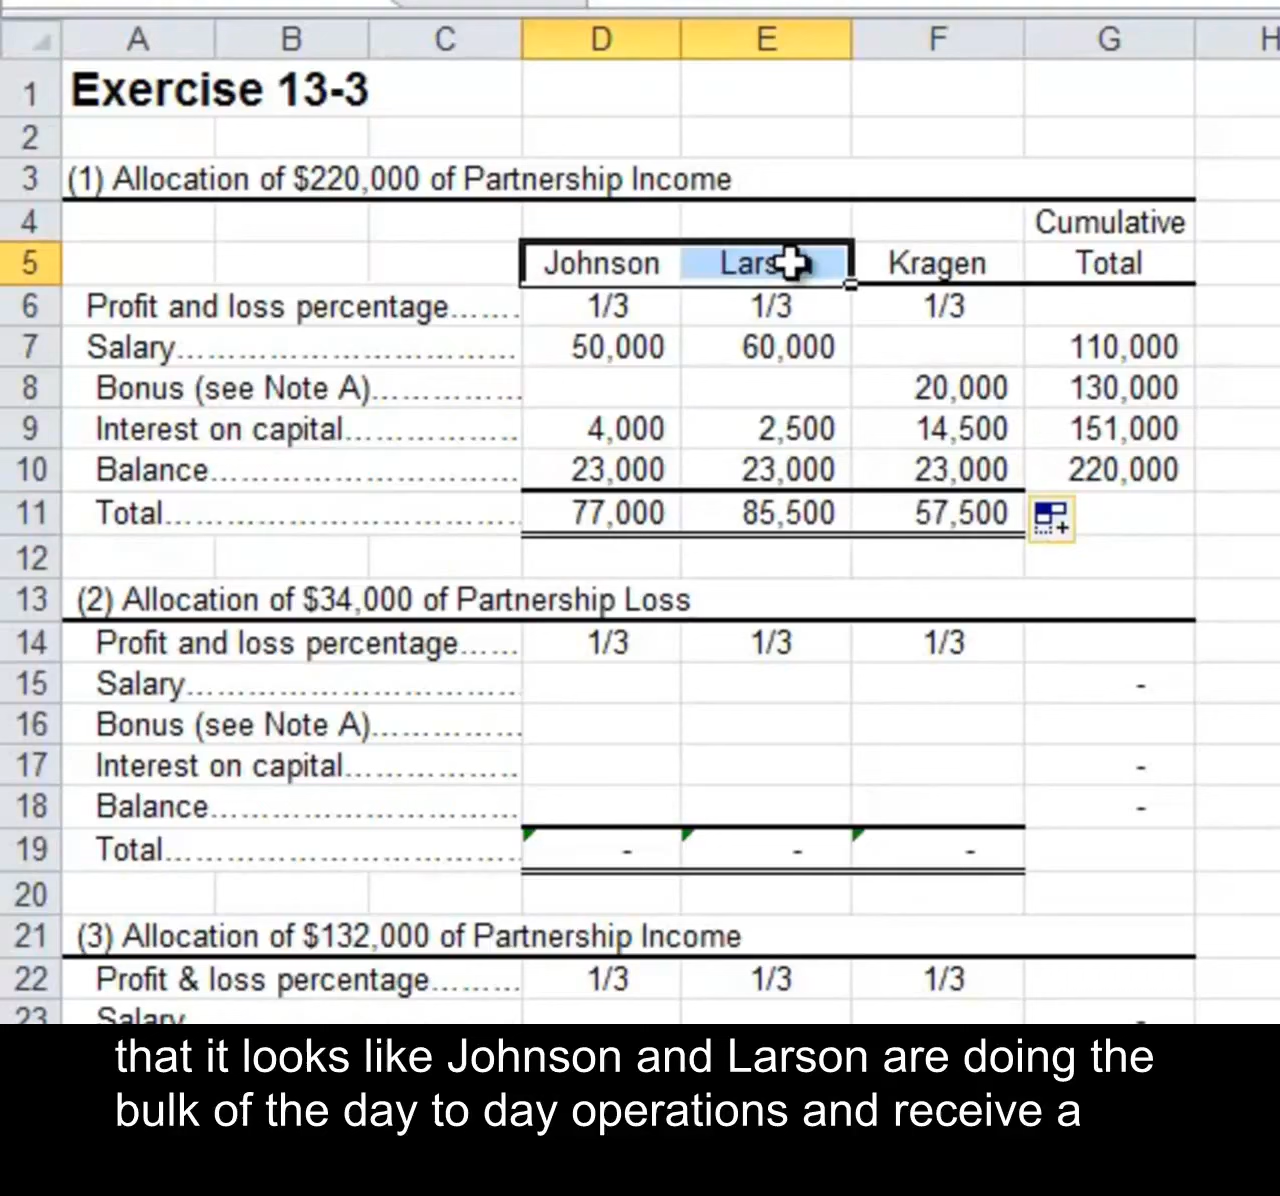 A B C D E F G H
1 Exercise 13-3
2
3 (1) Allocation of $220,000 of Partnership Income
4 Cumulative
5 Johnson Kragen Total
6 Profit and loss percentage....... 1/3 1/3 1/3
7 Salary.......................................... 50,000 60,000 110,000
8 Bonus (see Note A)................ 20,000 130,000
9 Interest on capital................... 4,000 2,500 14,500 151,000
10 Balance..................................... 23,000 23,000 23,000 220,000
11 Total.......................................... 77,000 85,500 57,500
12
13 (2) Allocation of $34,000 of Partnership Loss
14 Profit and loss percentage...... 1/3 1/3 1/3
15 Salary......................................... -
16 Bonus (see Note A)................
17 Interest on capital................... -
18 Balance..................................... -
19 Total.......................................... - - -
20
21 (3) Allocation of $132,000 of Partnership Income
22 Profit & loss percentage......... 1/3 1/3 1/3
23 Salary -
that it looks like Johnson and Larson are doing the
bulk of the day to day operations and receive a